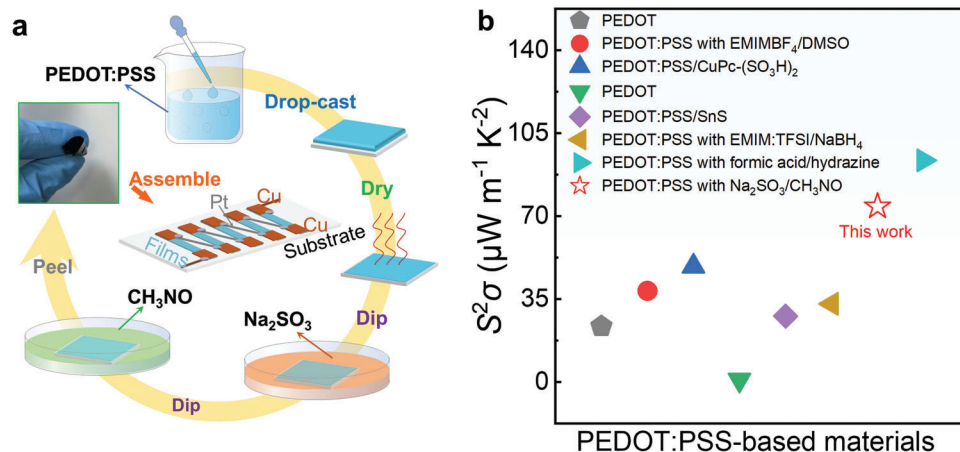 a
PEDOT:PSS
Drop-cast
Assemble
Dry
Cu
Pt
Cu
Films
Substrate
Peel
CH₃NO
Na₂SO₃
Dip
Dip
b
PEDOT
PEDOT:PSS with EMIMBF₄/DMSO
PEDOT:PSS/CuPc-(SO₃H)₂
PEDOT
PEDOT:PSS/SnS
PEDOT:PSS with EMIM:TFSI/NaBH₄
PEDOT:PSS with formic acid/hydrazine
PEDOT:PSS with Na₂SO₃/CH₃NO
This work
140
105
70
35
0
S²σ (μW m⁻¹ K⁻²)
PEDOT:PSS-based materials